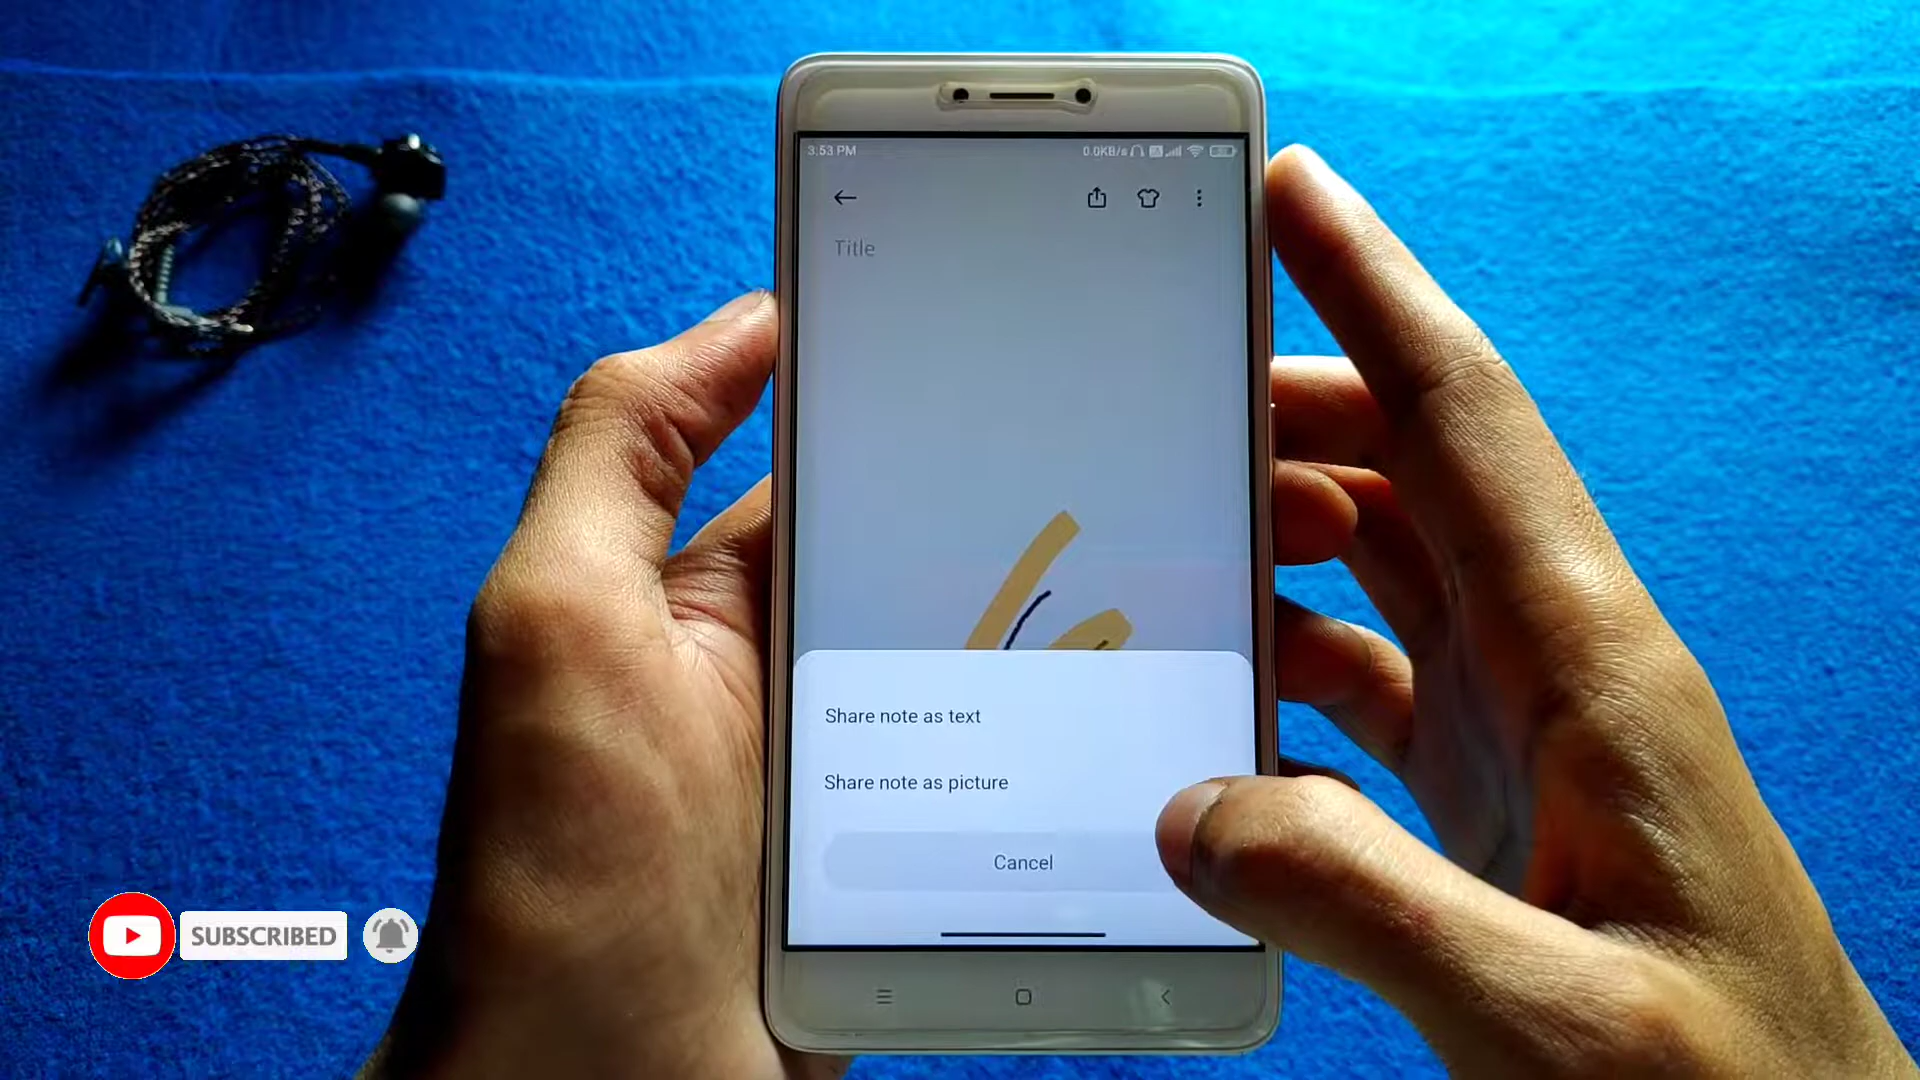 3:53 PM
0.0KB/s
Title
Share note as text
Share note as picture
Cancel
SUBSCRIBED